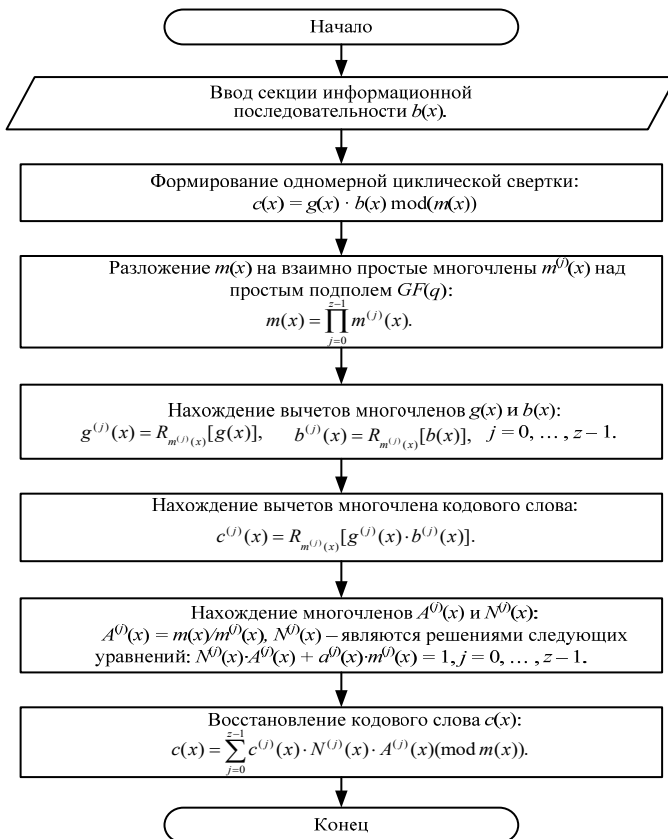 Начало
Ввод секции информационной
последовательности b(x).
Формирование одномерной циклической свертки:
c(x) = g(x) · b(x) mod(m(x))
Разложение m(x) на взаимно простые многочлены m⁽ʲ⁾(x) над
простым подполем GF(q):
m(x) = ∏_{j=0}^{z−1} m⁽ʲ⁾(x).
Нахождение вычетов многочленов g(x) и b(x):
g⁽ʲ⁾(x) = R_{m⁽ʲ⁾(x)}[g(x)], b⁽ʲ⁾(x) = R_{m⁽ʲ⁾(x)}[b(x)], j = 0, … , z – 1.
Нахождение вычетов многочлена кодового слова:
c⁽ʲ⁾(x) = R_{m⁽ʲ⁾(x)}[g⁽ʲ⁾(x) · b⁽ʲ⁾(x)].
Нахождение многочленов A⁽ʲ⁾(x) и N⁽ʲ⁾(x):
A⁽ʲ⁾(x) = m(x)/m⁽ʲ⁾(x), N⁽ʲ⁾(x) – являются решениями следующих
уравнений: N⁽ʲ⁾(x)·A⁽ʲ⁾(x) + a⁽ʲ⁾(x)·m⁽ʲ⁾(x) = 1, j = 0, … , z – 1.
Восстановление кодового слова c(x):
c(x) = ∑_{j=0}^{z−1} c⁽ʲ⁾(x) · N⁽ʲ⁾(x) · A⁽ʲ⁾(x)(mod m(x)).
Конец